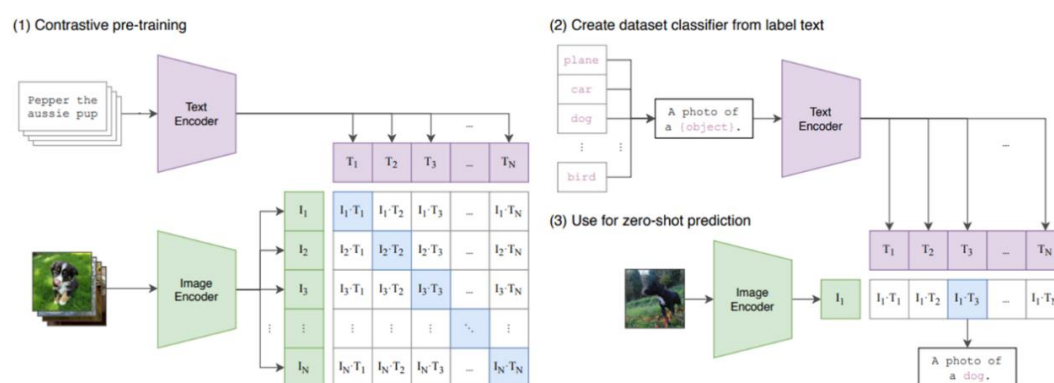 (1) Contrastive pre-training
Pepper the
aussie pup
Text
Encoder
...
T1 T2 T3 ... TN
I1 I1·T1 I1·T2 I1·T3 ... I1·TN
I2 I2·T1 I2·T2 I2·T3 ... I2·TN
Image
Encoder
I3 I3·T1 I3·T2 I3·T3 ... I3·TN
⋮ ⋮ ⋮ ⋮ ⋮ ⋱ ⋮
IN IN·T1 IN·T2 IN·T3 ... IN·TN
(2) Create dataset classifier from label text
plane
car
dog
⋮ ⋮
bird
A photo of
a {object}.
Text
Encoder
...
(3) Use for zero-shot prediction
Image
Encoder
T1 T2 T3 ... TN
I1 I1·T1 I1·T2 I1·T3 ... I1·TN
A photo of
a dog.